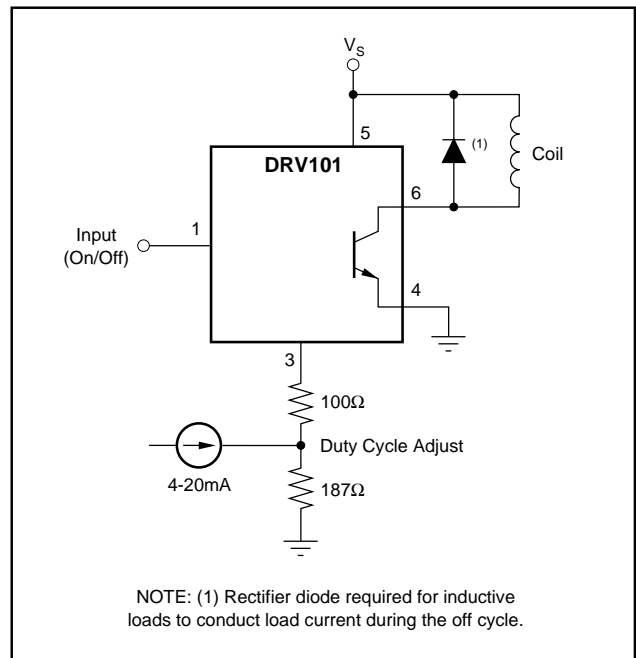 VS
5
(1)
Coil
DRV101
6
1
Input
(On/Off)
4
3
100Ω
Duty Cycle Adjust
4-20mA
187Ω
NOTE: (1) Rectifier diode required for inductive
loads to conduct load current during the off cycle.